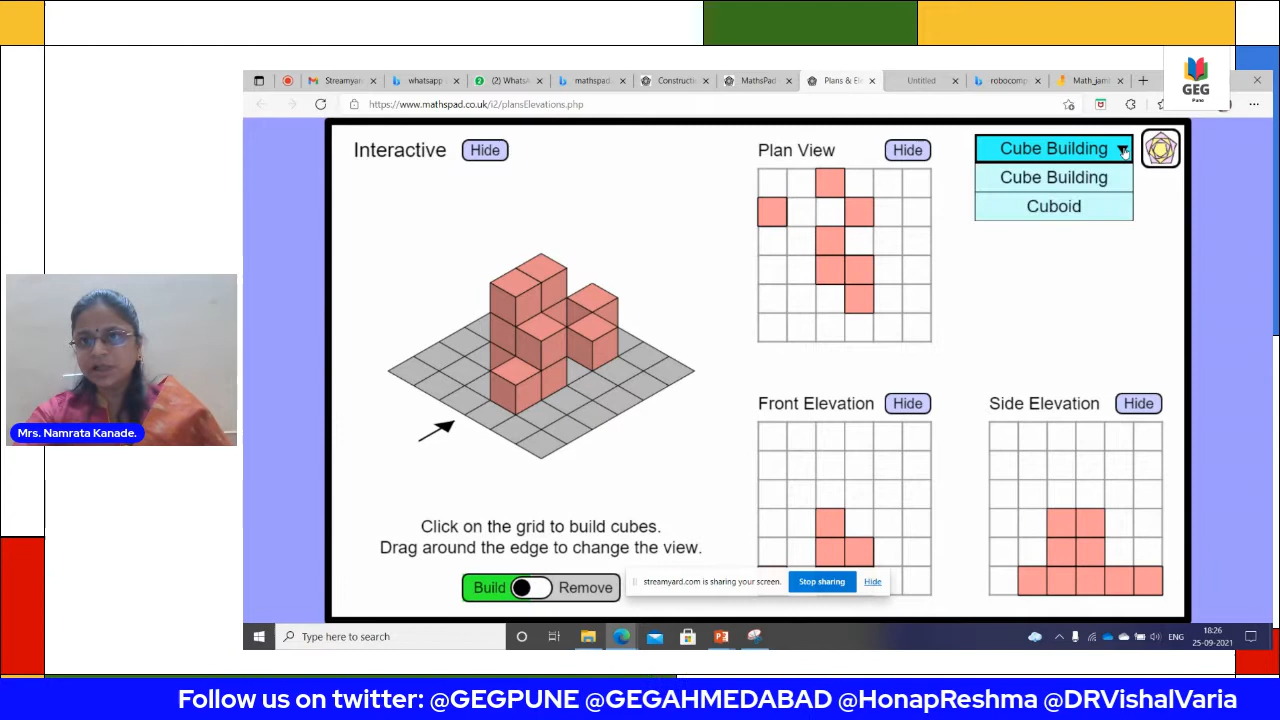 Streamyar
whatsapp
(2) WhatsA
mathspad.
Constructi
MathsPad
Plans & Ele
Untitled
robocomp
Math_jaml
https://www.mathspad.co.uk/i2/plansElevations.php
GEG
Pune
Interactive
Hide
Plan View
Hide
Cube Building
Cube Building
Cuboid
Front Elevation
Hide
Side Elevation
Hide
Click on the grid to build cubes.
Drag around the edge to change the view.
Build
Remove
streamyard.com is sharing your screen.
Stop sharing
Hide
Mrs. Namrata Kanade.
Type here to search
ENG
18:26
25-09-2021
Follow us on twitter: @GEGPUNE @GEGAHMEDABAD @HonapReshma @DRVishalVaria